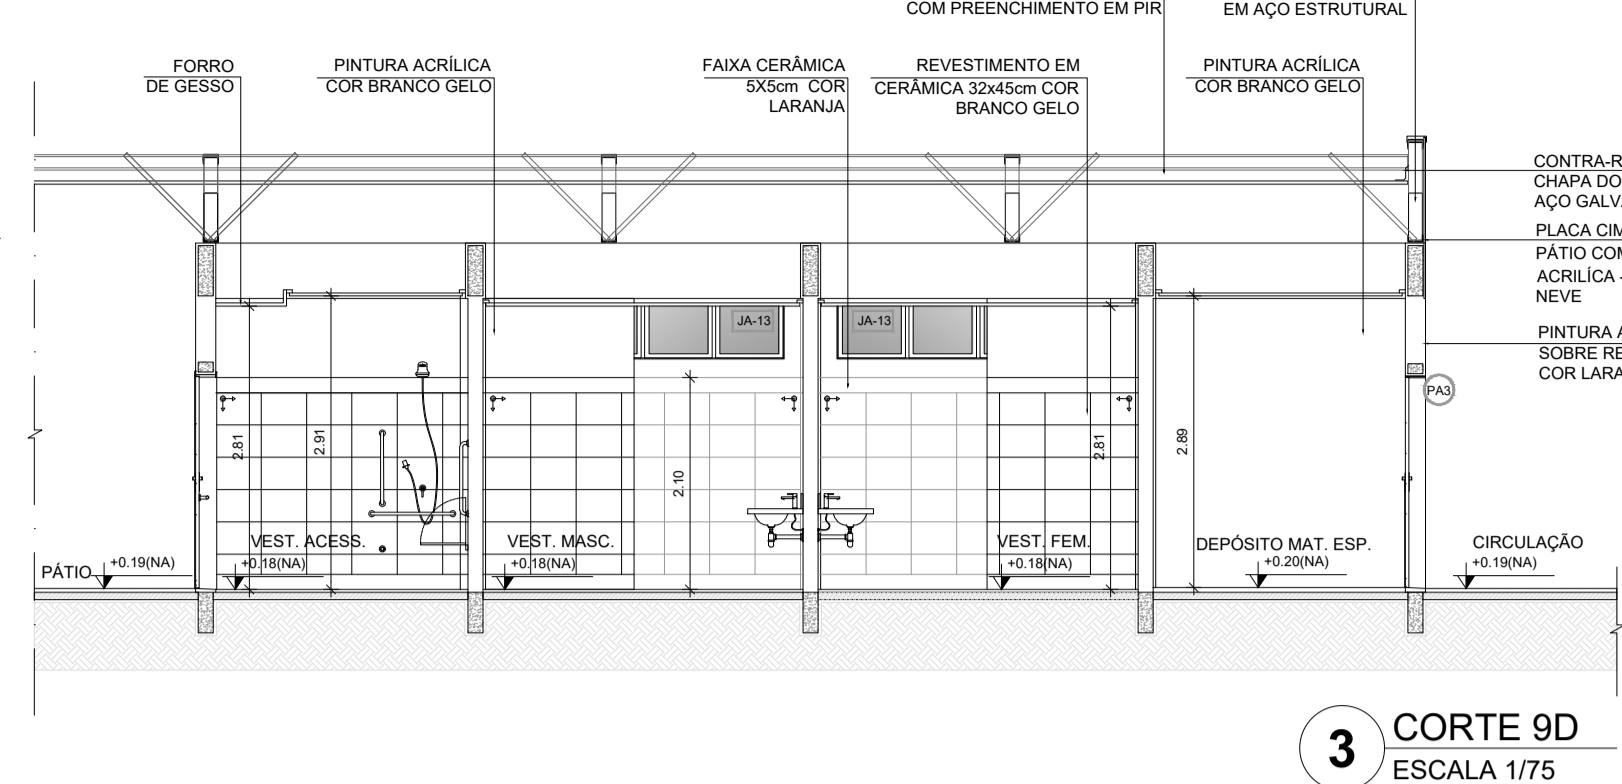 COM PREENCHIMENTO EM PIR
EM AÇO ESTRUTURAL
FORRO
DE GESSO
PINTURA ACRÍLICA
COR BRANCO GELO
FAIXA CERÂMICA
5X5cm COR
LARANJA
REVESTIMENTO EM
CERÂMICA 32x45cm COR
BRANCO GELO
PINTURA ACRÍLICA
COR BRANCO GELO
CONTRA-R
CHAPA DO
AÇO GALVA
PLACA CIM
PÁTIO COM
ACRILÍCA -
NEVE
PINTURA A
SOBRE RE
COR LARA
JA-13
JA-13
PA3
2.81
2.91
2.10
2.81
2.89
PÁTIO
+0.19(NA)
VEST. ACESS.
+0.18(NA)
VEST. MASC.
+0.18(NA)
VEST. FEM.
+0.18(NA)
DEPÓSITO MAT. ESP.
+0.20(NA)
CIRCULAÇÃO
+0.19(NA)
3
CORTE 9D
ESCALA 1/75